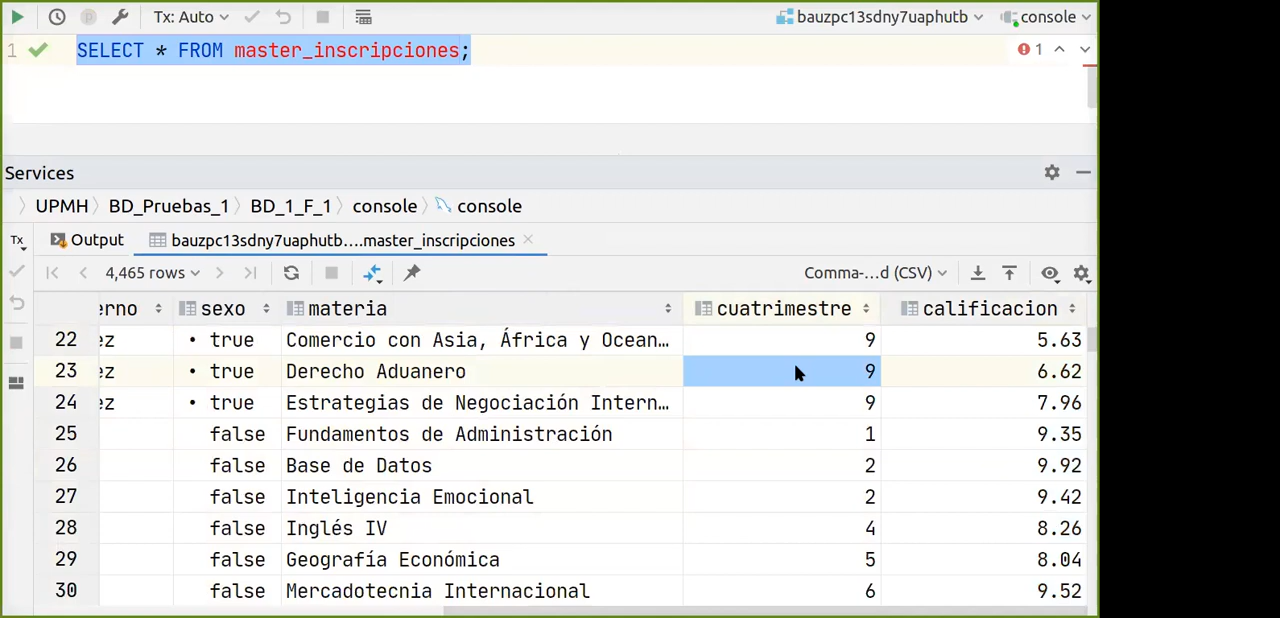 Tx: Auto bauzpc13sdny7uaphutb console
1 SELECT * FROM master_inscripciones; 1
Services
UPMH BD_Pruebas_1 BD_1_F_1 console console
Tx Output bauzpc13sdny7uaphutb....master_inscripciones
4,465 rows Comma-...d (CSV)
erno sexo materia cuatrimestre calificacion
22 ez • true Comercio con Asia, África y Ocean… 9 5.63
23 ez • true Derecho Aduanero 9 6.62
24 ez • true Estrategias de Negociación Intern… 9 7.96
25 false Fundamentos de Administración 1 9.35
26 false Base de Datos 2 9.92
27 false Inteligencia Emocional 2 9.42
28 false Inglés IV 4 8.26
29 false Geografía Económica 5 8.04
30 false Mercadotecnia Internacional 6 9.52